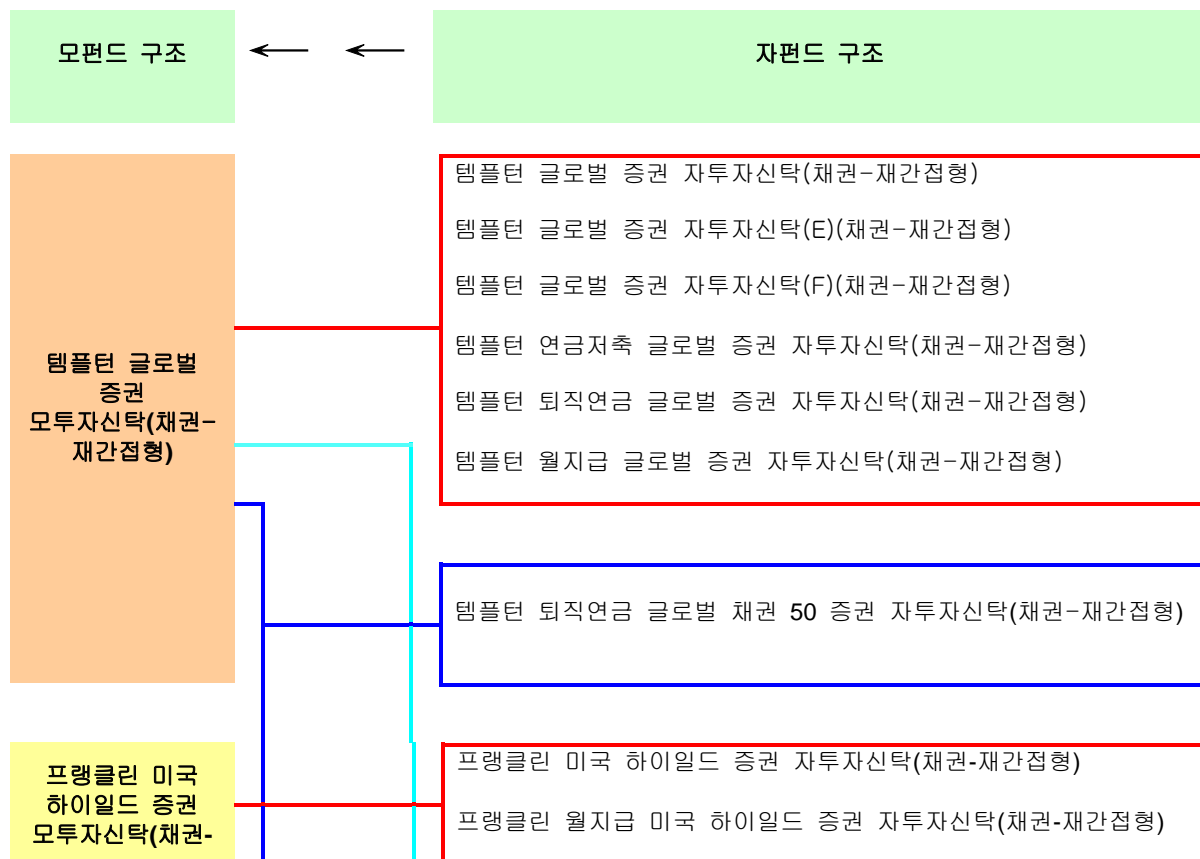 모펀드 구조
자펀드 구조
템플턴 글로벌
증권
모투자신탁(채권-
재간접형)
템플턴 글로벌 증권 자투자신탁(채권-재간접형)
템플턴 글로벌 증권 자투자신탁(E)(채권-재간접형)
템플턴 글로벌 증권 자투자신탁(F)(채권-재간접형)
템플턴 연금저축 글로벌 증권 자투자신탁(채권-재간접형)
템플턴 퇴직연금 글로벌 증권 자투자신탁(채권-재간접형)
템플턴 월지급 글로벌 증권 자투자신탁(채권-재간접형)
템플턴 퇴직연금 글로벌 채권 50 증권 자투자신탁(채권-재간접형)
프랭클린 미국
하이일드 증권
모투자신탁(채권-
프랭클린 미국 하이일드 증권 자투자신탁(채권-재간접형)
프랭클린 월지급 미국 하이일드 증권 자투자신탁(채권-재간접형)